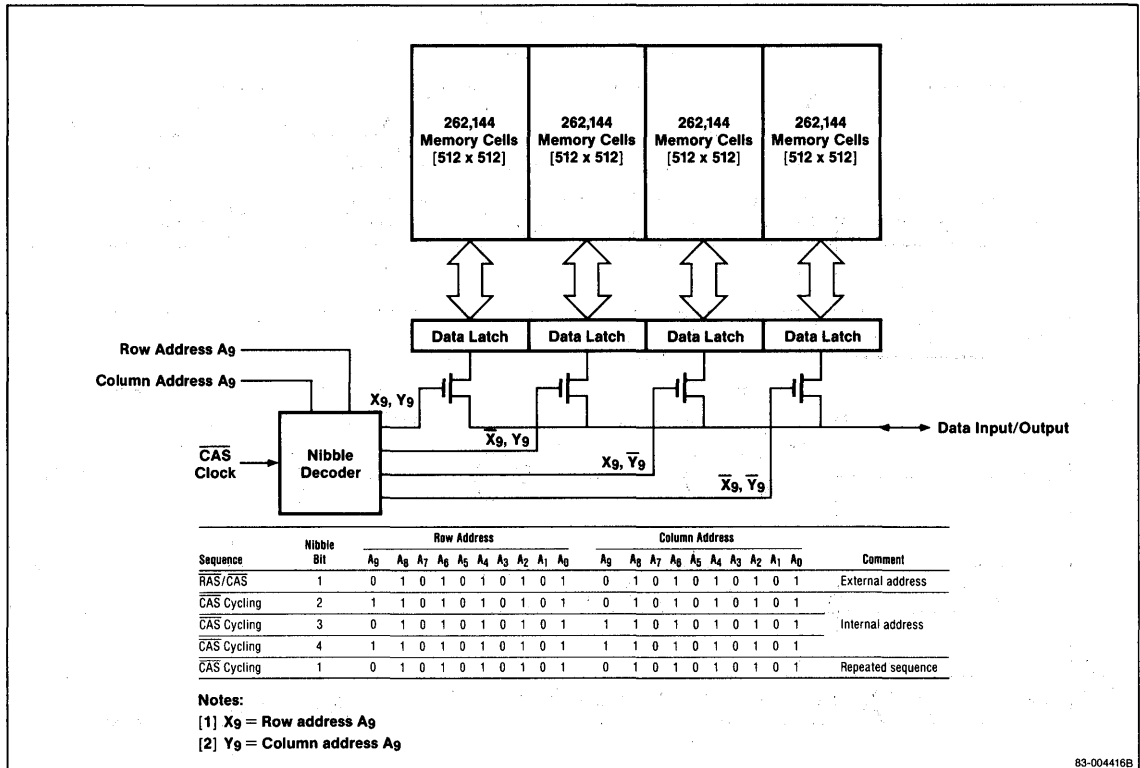 262,144 Memory Cells [512 x 512]
262,144 Memory Cells [512 x 512]
262,144 Memory Cells [512 x 512]
262,144 Memory Cells [512 x 512]
Data Latch Data Latch Data Latch Data Latch
Row Address A9
Column Address A9
X9, Y9
X̅9, Y9
X9, Y̅9
X̅9, Y̅9
Data Input/Output
C̅A̅S̅ Clock
Nibble Decoder
Row Address Column Address
Sequence Nibble Bit A9 A8 A7 A6 A5 A4 A3 A2 A1 A0 A9 A8 A7 A6 A5 A4 A3 A2 A1 A0 Comment
R̅A̅S̅/C̅A̅S̅ 1 0 1 0 1 0 1 0 1 0 1 0 1 0 1 0 1 0 1 0 1 External address
C̅A̅S̅ Cycling 2 1 1 0 1 0 1 0 1 0 1 0 1 0 1 0 1 0 1 0 1
C̅A̅S̅ Cycling 3 0 1 0 1 0 1 0 1 0 1 1 1 0 1 0 1 0 1 0 1 Internal address
C̅A̅S̅ Cycling 4 1 1 0 1 0 1 0 1 0 1 1 1 0 1 0 1 0 1 0 1
C̅A̅S̅ Cycling 1 0 1 0 1 0 1 0 1 0 1 0 1 0 1 0 1 0 1 0 1 Repeated sequence
Notes:
[1] X9 = Row address A9
[2] Y9 = Column address A9
83-004416B